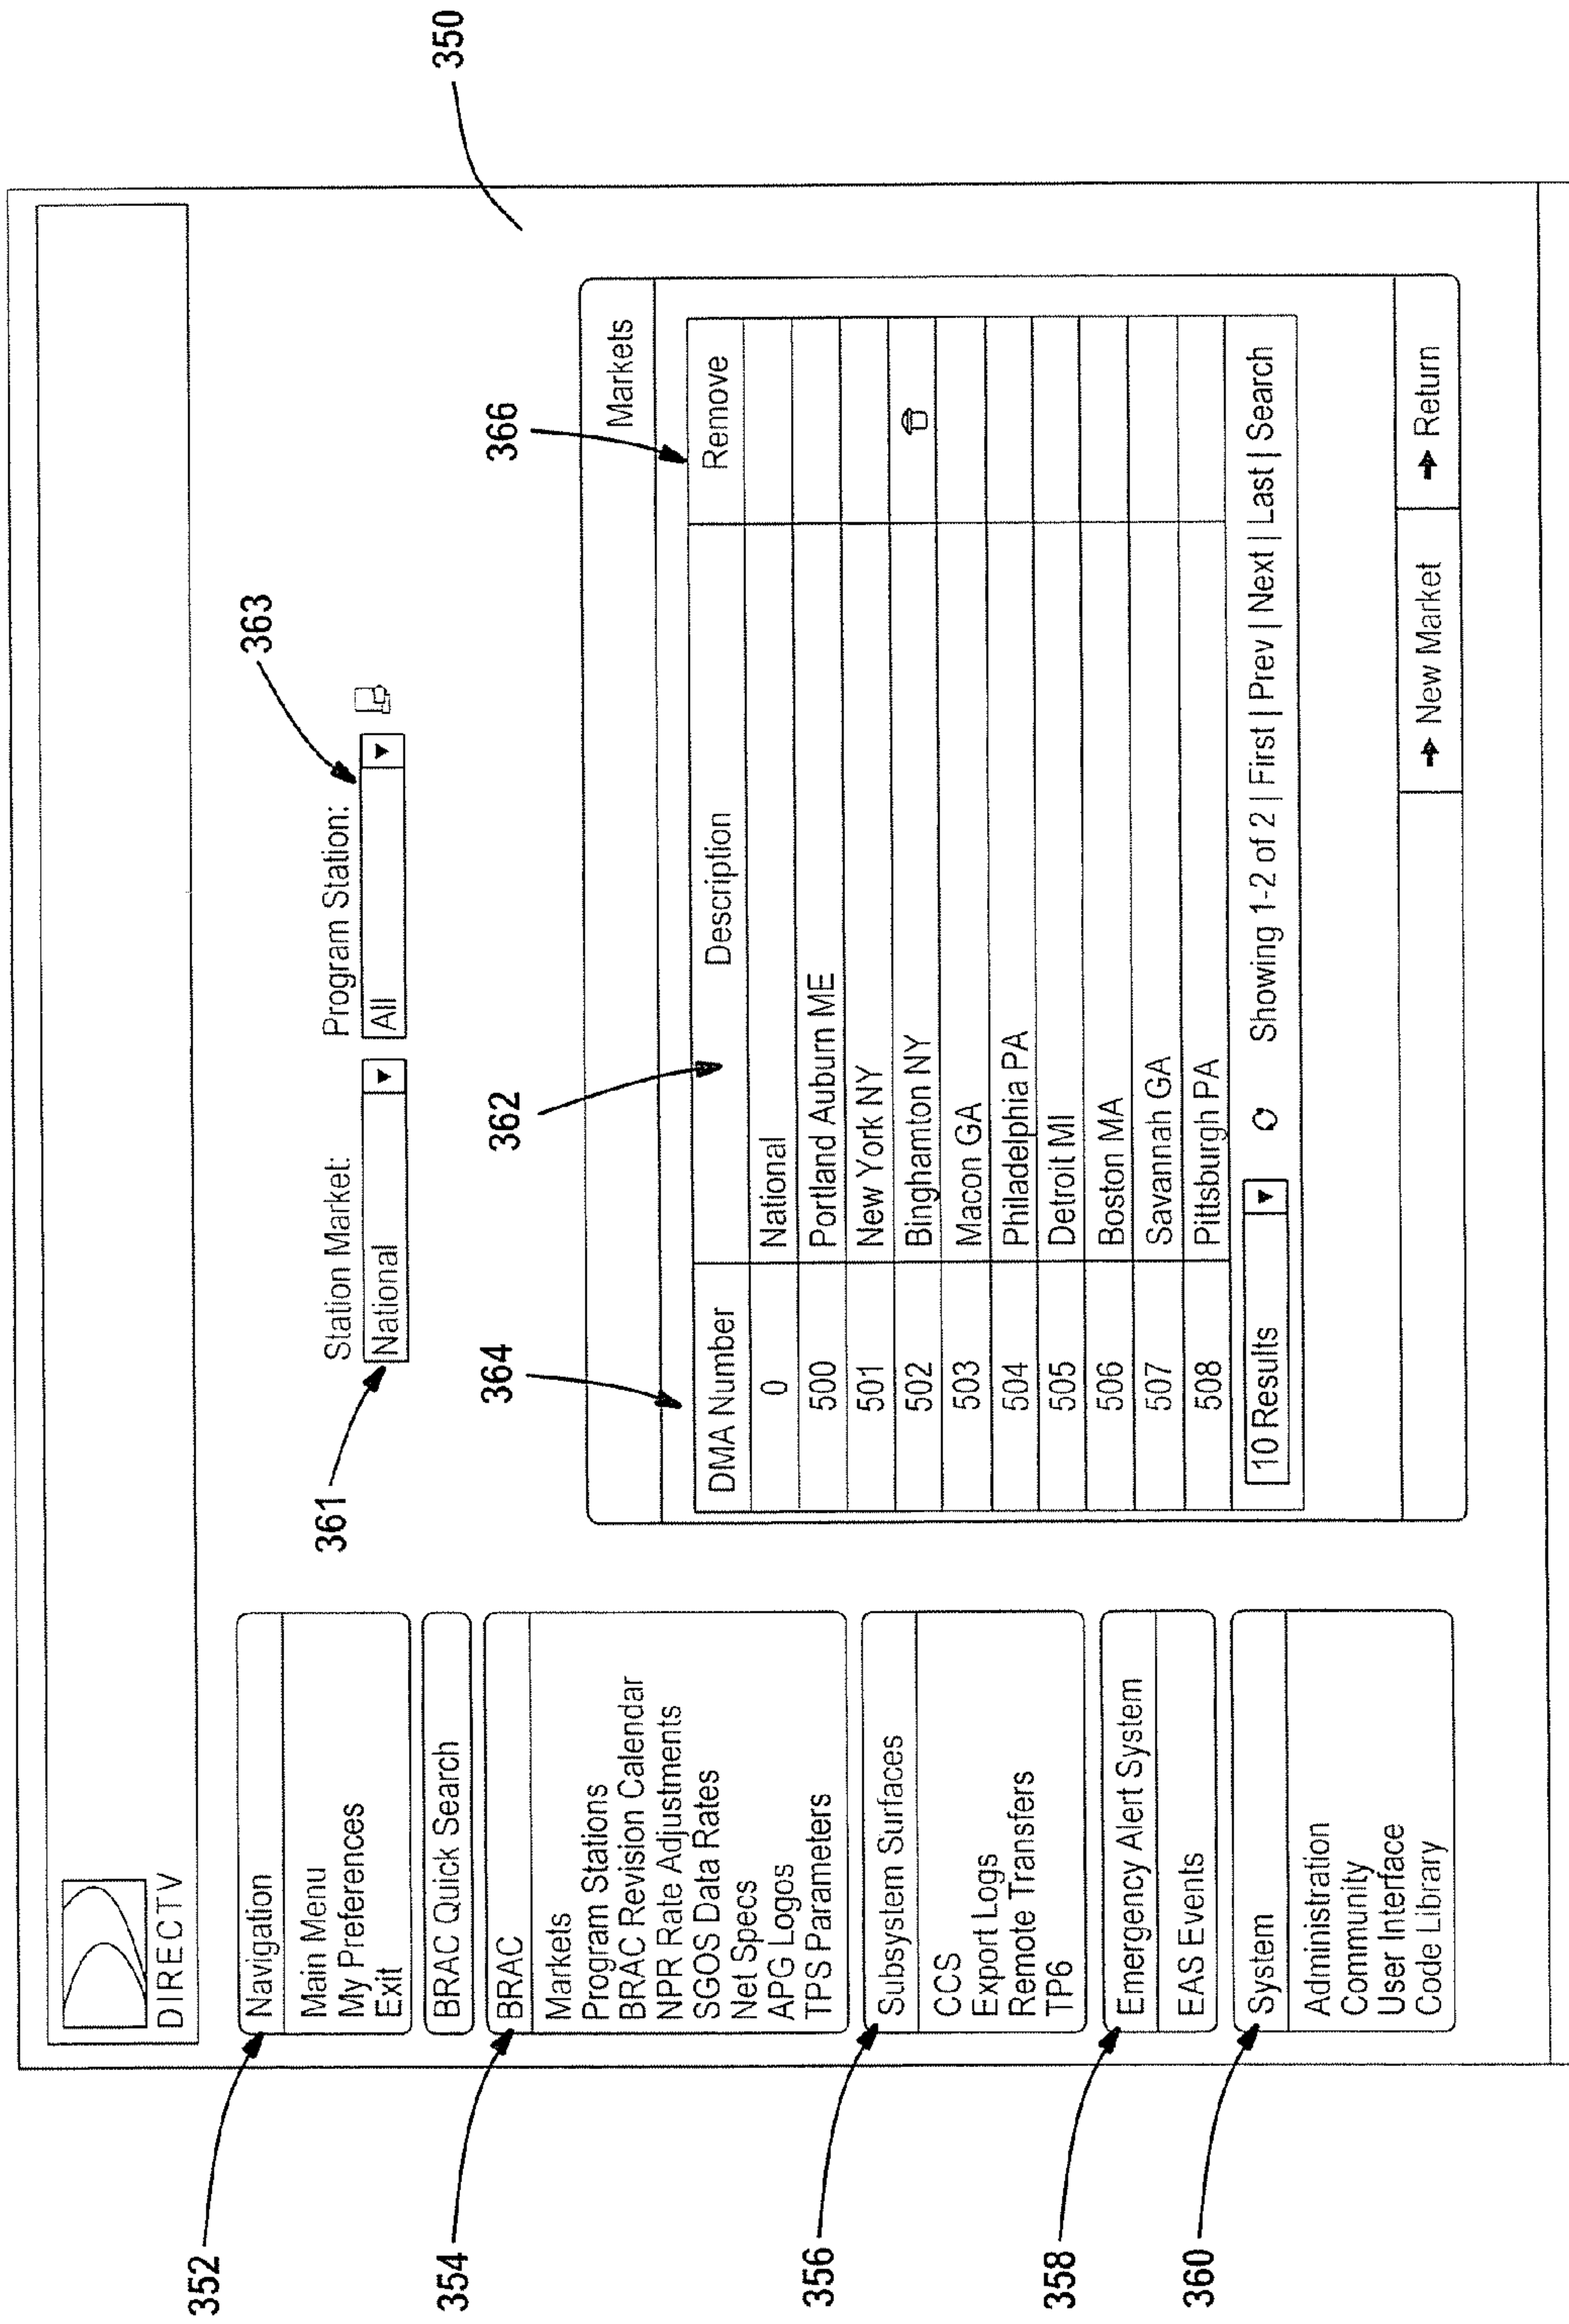 DIRECTV
352
Navigation
Main Menu
My Preferences
Exit
BRAC Quick Search
354
BRAC
Markets
Program Stations
BRAC Revision Calendar
NPR Rate Adjustments
SGOS Data Rates
Net Specs
APG Logos
TPS Parameters
356
Subsystem Surfaces
CCS
Export Logs
Remote Transfers
TP6
358
Emergency Alert System
EAS Events
360
System
Administration
Community
User Interface
Code Library
361
Station Market:
National
363
Program Station:
All
350
364
362
366
Markets
DMA Number Description Remove
0 National
500 Portland Auburn ME
501 New York NY
502 Binghamton NY
503 Macon GA
504 Philadelphia PA
505 Detroit MI
506 Boston MA
507 Savannah GA
508 Pittsburgh PA
10 Results Showing 1-2 of 2 | First | Prev | Next | Last | Search
New Market Return